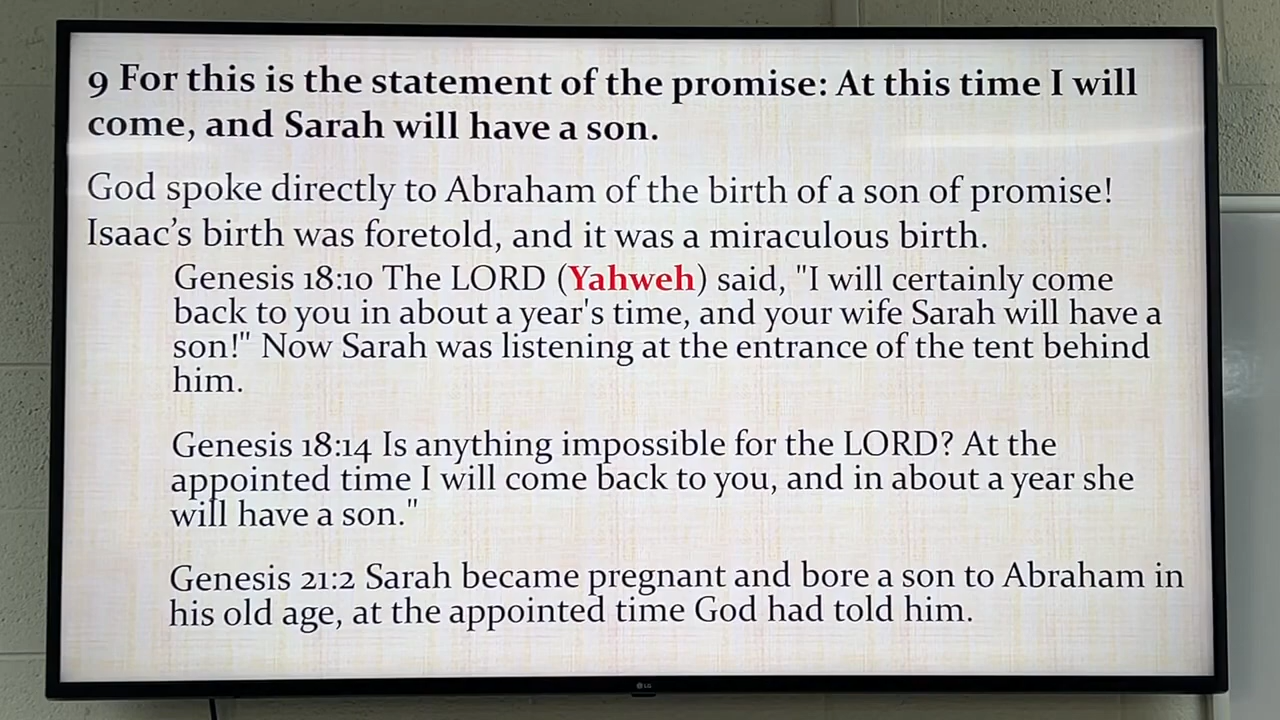 9 For this is the statement of the promise: At this time I will
come, and Sarah will have a son.
God spoke directly to Abraham of the birth of a son of promise!
Isaac’s birth was foretold, and it was a miraculous birth.
Genesis 18:10 The LORD (Yahweh) said, "I will certainly come
back to you in about a year's time, and your wife Sarah will have a
son!" Now Sarah was listening at the entrance of the tent behind
him.
Genesis 18:14 Is anything impossible for the LORD? At the
appointed time I will come back to you, and in about a year she
will have a son."
Genesis 21:2 Sarah became pregnant and bore a son to Abraham in
his old age, at the appointed time God had told him.
LG